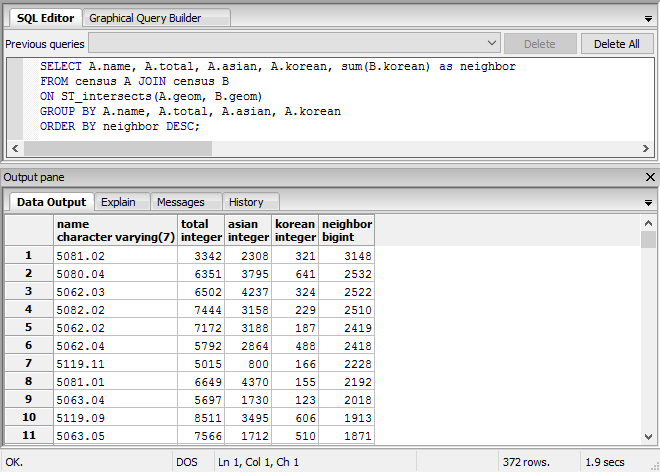 SQL Editor Graphical Query Builder
Previous queries Delete Delete All
SELECT A.name, A.total, A.asian, A.korean, sum(B.korean) as neighbor
FROM census A JOIN census B
ON ST_intersects(A.geom, B.geom)
GROUP BY A.name, A.total, A.asian, A.korean
ORDER BY neighbor DESC;
Output pane
Data Output Explain Messages History
name total asian korean neighbor
character varying(7) integer integer integer bigint
1 5081.02 3342 2308 321 3148
2 5080.04 6351 3795 641 2532
3 5062.03 6502 4237 324 2522
4 5082.02 7444 3158 229 2510
5 5062.02 7172 3188 187 2419
6 5062.04 5792 2864 488 2418
7 5119.11 5015 800 166 2228
8 5081.01 6649 4370 155 2192
9 5063.04 5697 1730 123 2018
10 5119.09 8511 3495 606 1913
11 5063.05 7566 1712 510 1871
OK. DOS Ln 1, Col 1, Ch 1 372 rows. 1.9 secs